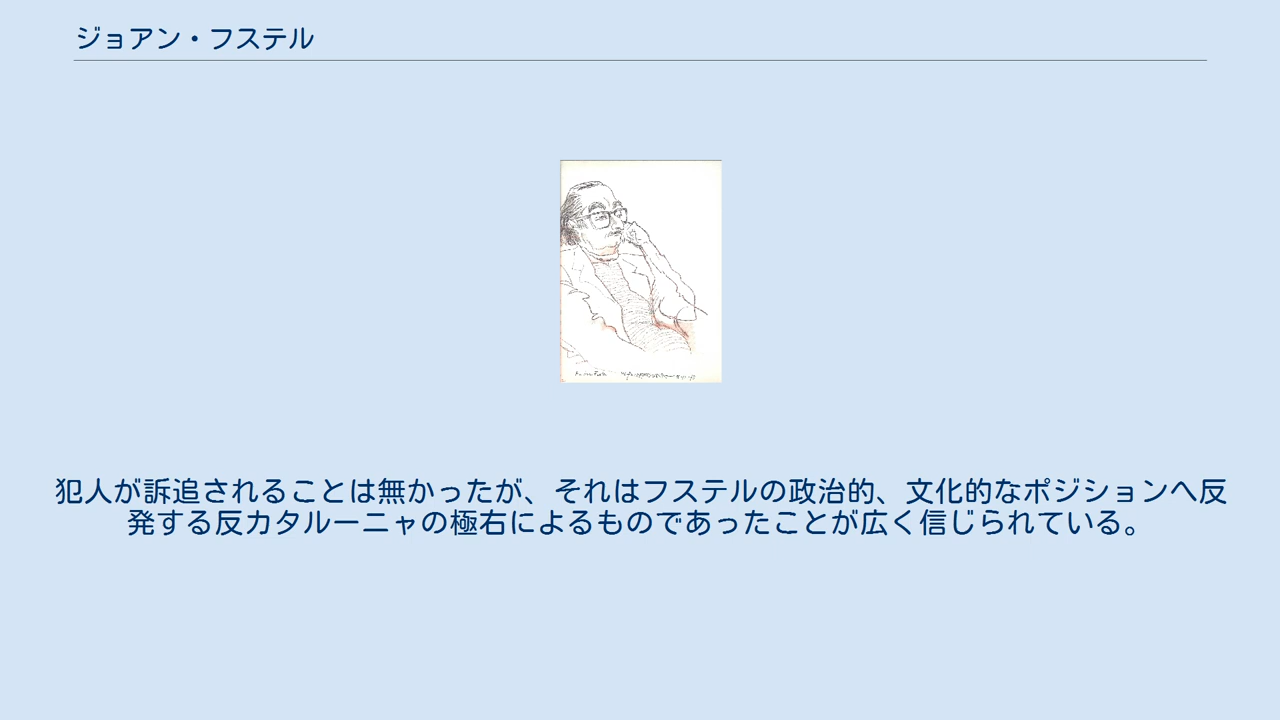 ジョアン・フステル
犯人が訴追されることは無かったが、それはフステルの政治的、文化的なポジションへ反
発する反カタルーニャの極右によるものであったことが広く信じられている。